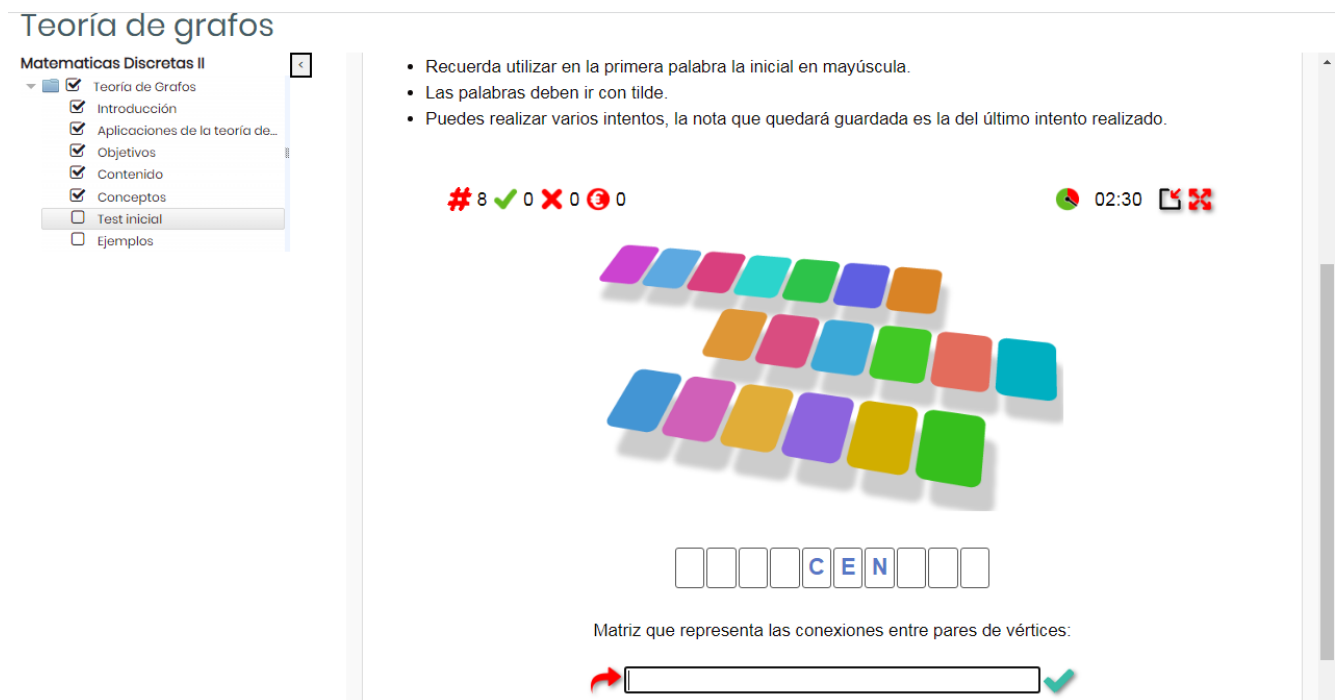 Teoría de grafos
Matematicas Discretas II
<
Teoría de Grafos
Introducción
Aplicaciones de la teoría de...
Objetivos
Contenido
Conceptos
Test inicial
Ejemplos
Recuerda utilizar en la primera palabra la inicial en mayúscula.
Las palabras deben ir con tilde.
Puedes realizar varios intentos, la nota que quedará guardada es la del último intento realizado.
# 8 0 0 0 02:30
C E N
Matriz que representa las conexiones entre pares de vértices: